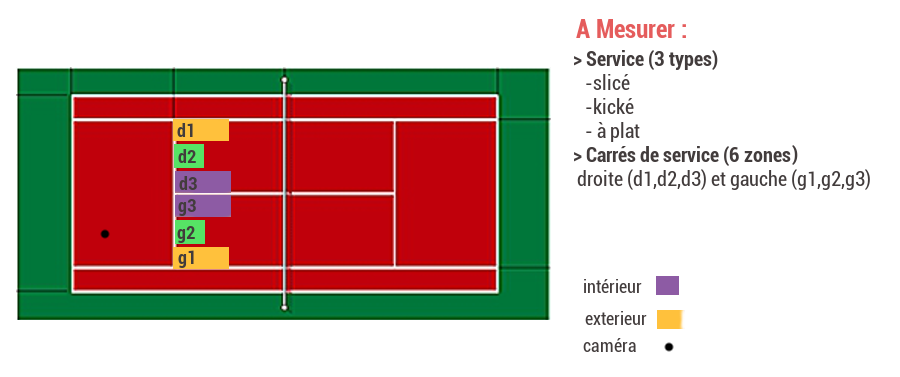 A Mesurer :
> Service (3 types)
-slicé
-kické
- à plat
> Carrés de service (6 zones)
droite (d1,d2,d3) et gauche (g1,g2,g3)
d1
d2
d3
g3
g2
g1
intérieur
exterieur
caméra